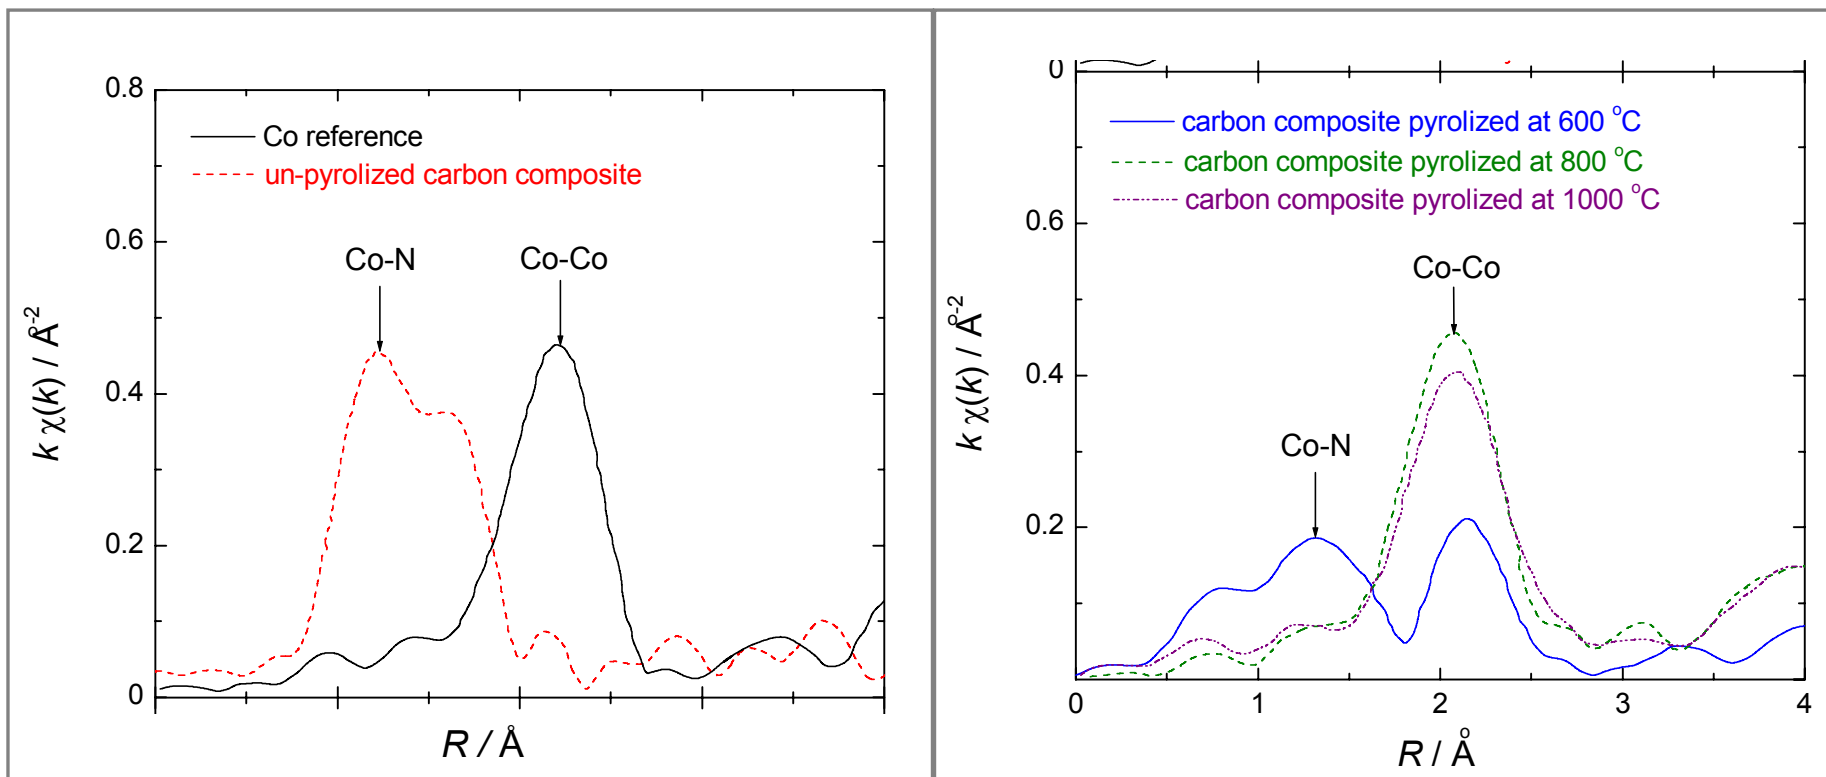 0.8
Co reference
un-pyrolized carbon composite
0.6
Co-N
Co-Co
k χ(k) / Å-2
0.4
0.2
0
R / Å
0
carbon composite pyrolized at 600 °C
carbon composite pyrolized at 800 °C
carbon composite pyrolized at 1000 °C
0.6
Co-Co
k χ(k) / Å-2
0.4
Co-N
0.2
0 1 2 3 4
R / Å